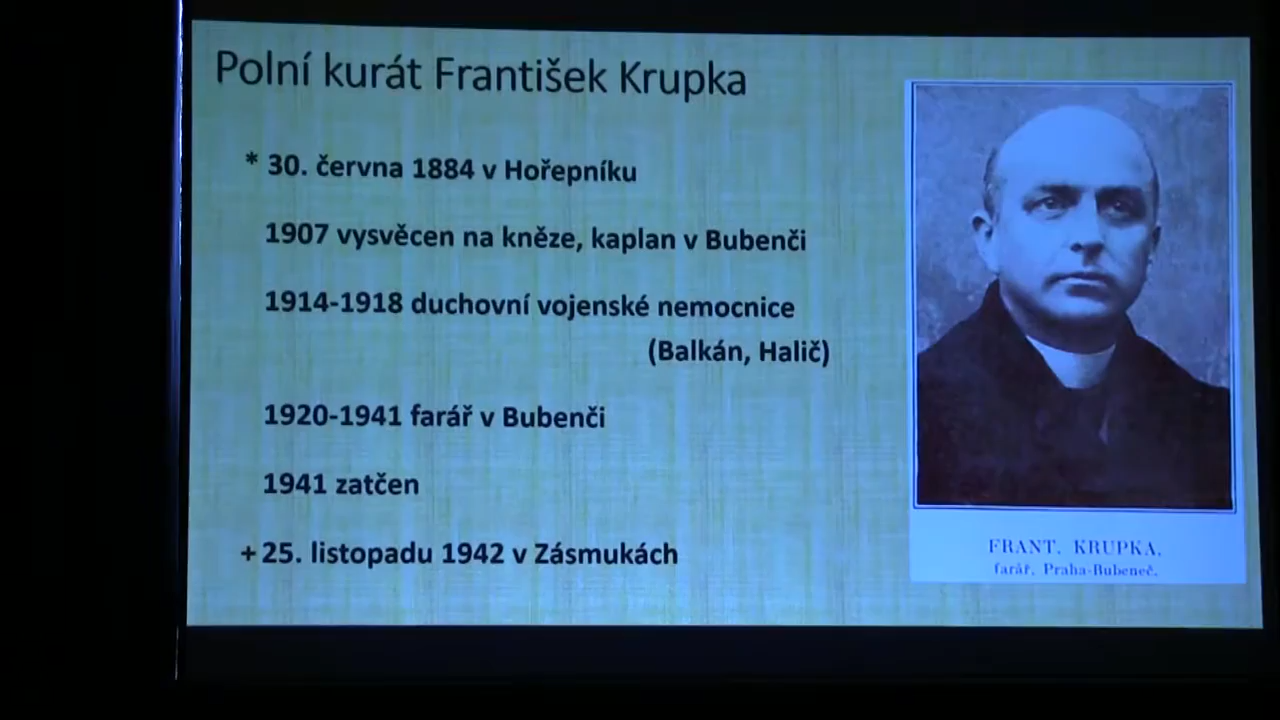 Polní kurát František Krupka
* 30. června 1884 v Hořepníku
1907 vysvěcen na kněze, kaplan v Bubenči
1914-1918 duchovní vojenské nemocnice
(Balkán, Halič)
1920-1941 farář v Bubenči
1941 zatčen
+ 25. listopadu 1942 v Zásmukách
FRANT. KRUPKA,
farář, Praha-Bubeneč.